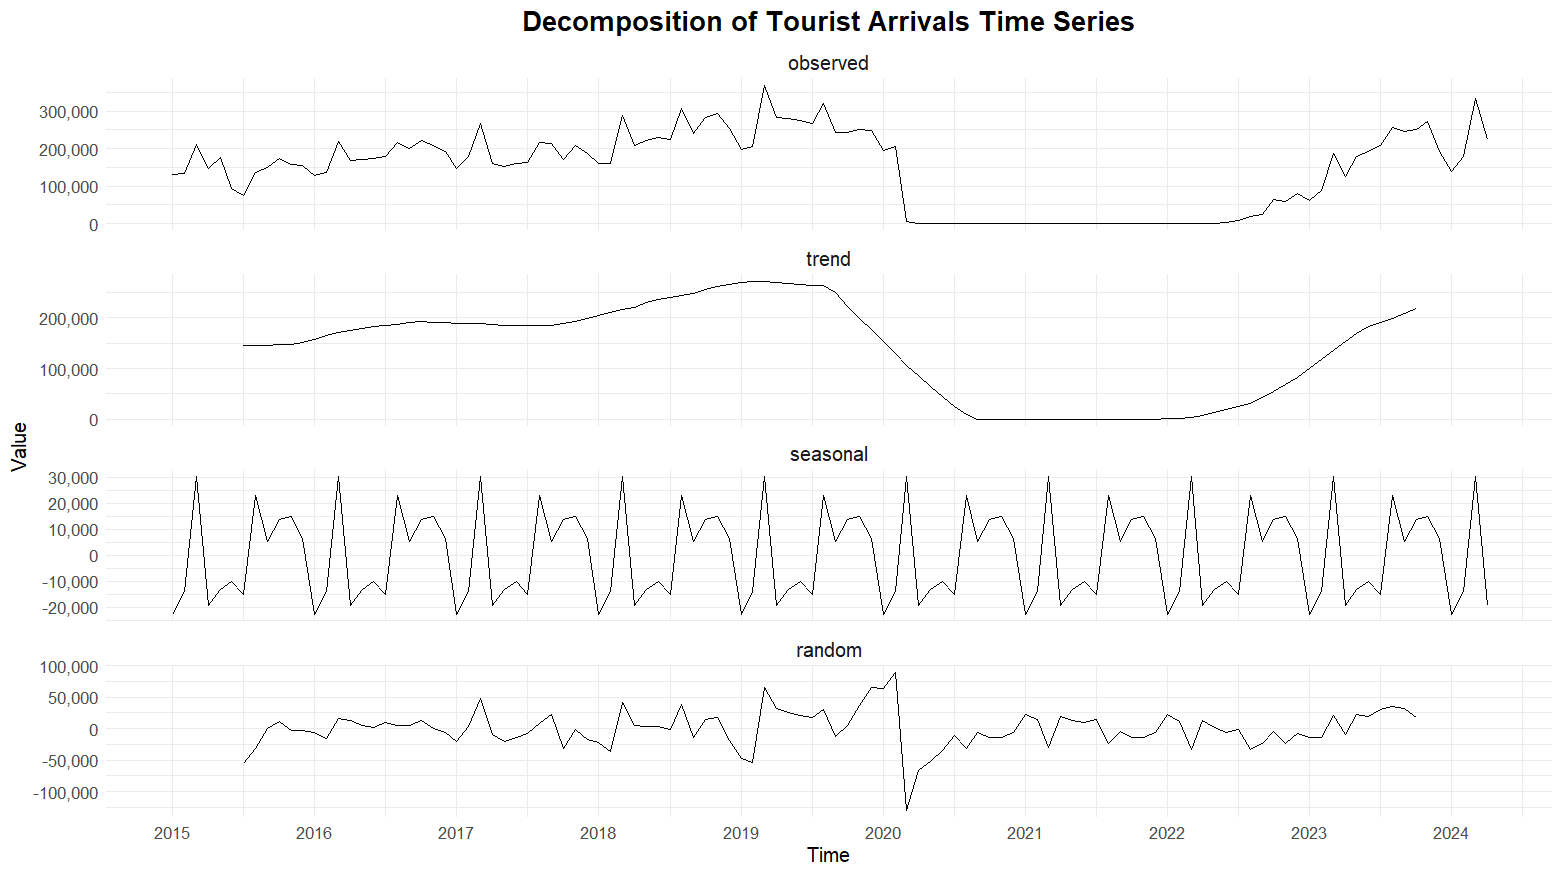 Decomposition of Tourist Arrivals Time Series
observed
300,000
200,000
100,000
0
trend
200,000
100,000
0
Value
seasonal
30,000
20,000
10,000
0
-10,000
-20,000
random
100,000
50,000
0
-50,000
-100,000
2015 2016 2017 2018 2019 2020 2021 2022 2023 2024
Time